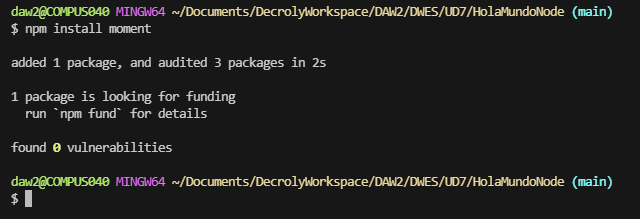 daw2@COMPUS040 MINGW64 ~/Documents/DecrolyWorkspace/DAW2/DWES/UD7/HolaMundoNode (main)
$ npm install moment
added 1 package, and audited 3 packages in 2s
1 package is looking for funding
  run `npm fund` for details
found 0 vulnerabilities
daw2@COMPUS040 MINGW64 ~/Documents/DecrolyWorkspace/DAW2/DWES/UD7/HolaMundoNode (main)
$